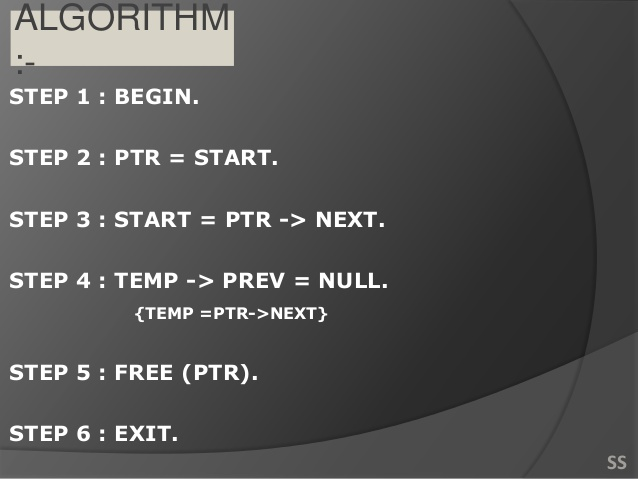 ALGORITHM
:-
STEP 1 : BEGIN.
STEP 2 : PTR = START.
STEP 3 : START = PTR -> NEXT.
STEP 4 : TEMP -> PREV = NULL.
{TEMP =PTR->NEXT}
STEP 5 : FREE (PTR).
STEP 6 : EXIT.
SS